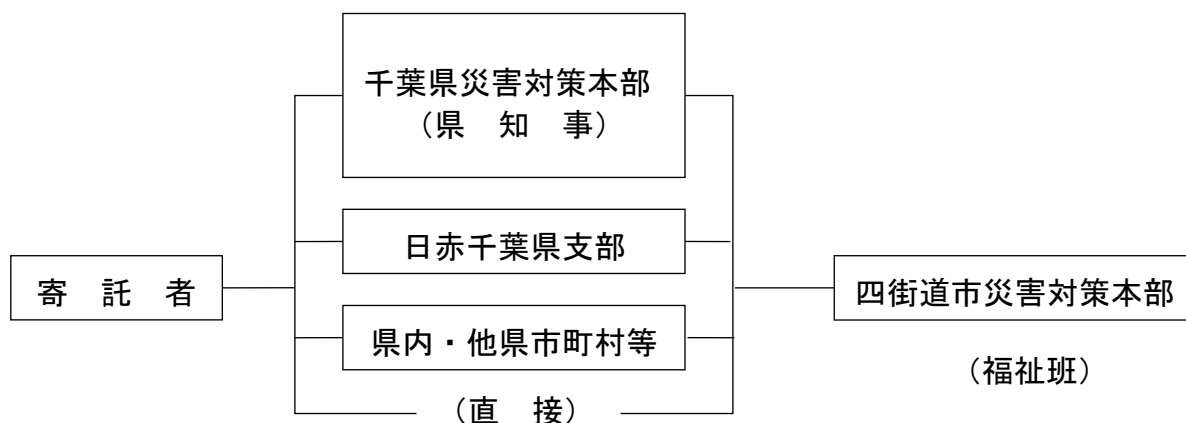 千葉県災害対策本部
（県　知　事）
日赤千葉県支部
寄　託　者
四街道市災害対策本部
県内・他県市町村等
（福祉班）
（直　接）